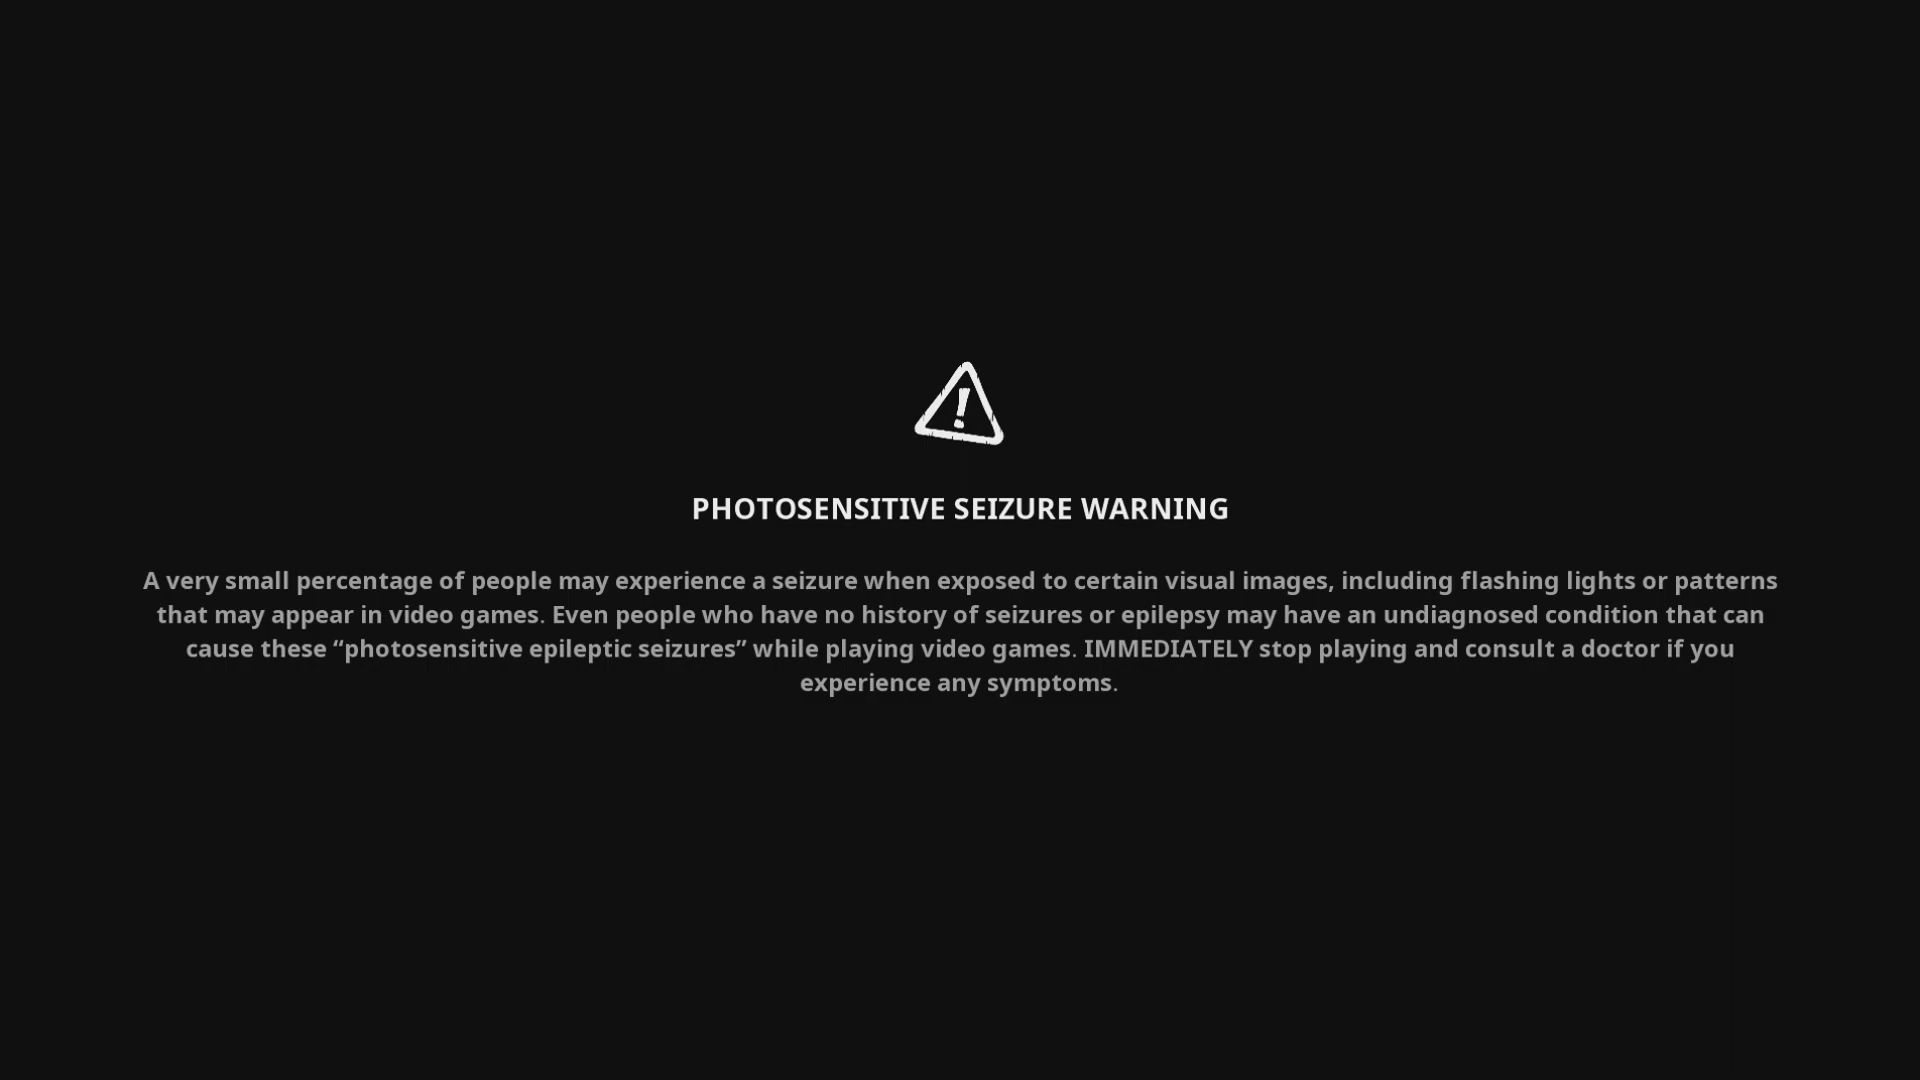 PHOTOSENSITIVE SEIZURE WARNING
A very small percentage of people may experience a seizure when exposed to certain visual images, including flashing lights or patterns
that may appear in video games. Even people who have no history of seizures or epilepsy may have an undiagnosed condition that can
cause these “photosensitive epileptic seizures” while playing video games. IMMEDIATELY stop playing and consult a doctor if you
experience any symptoms.